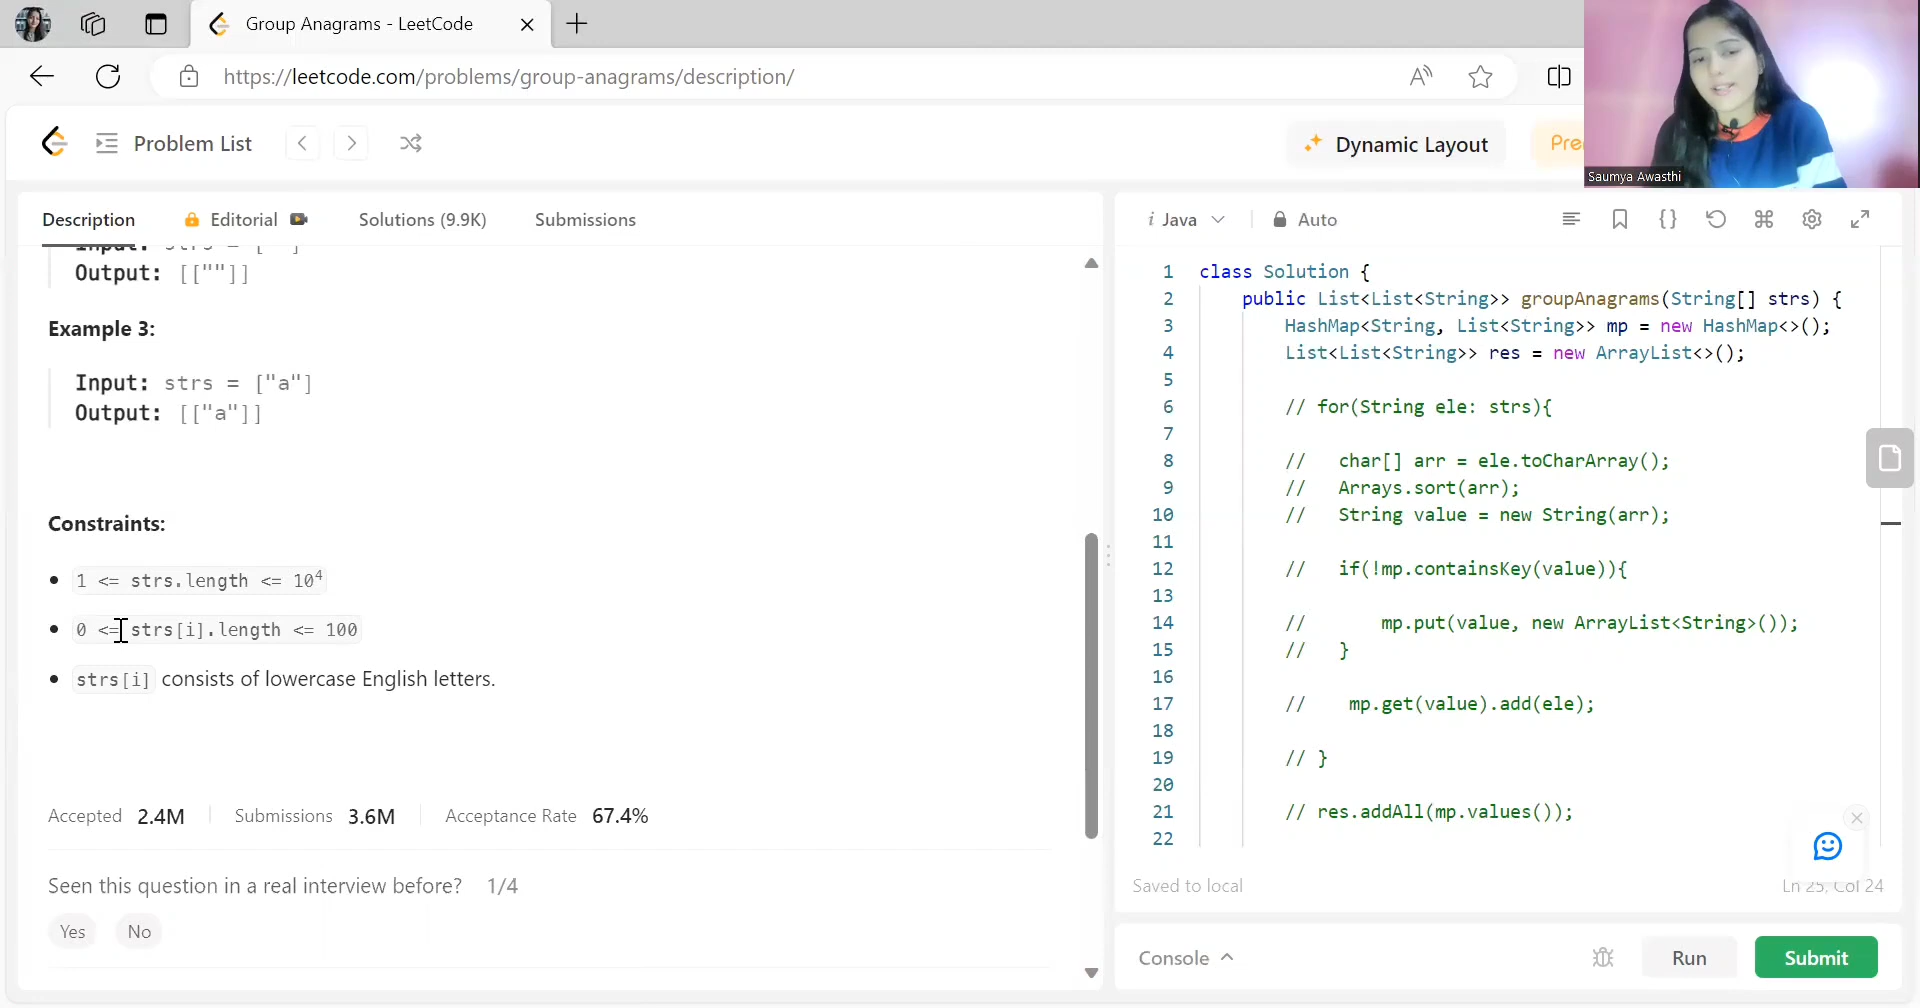 Group Anagrams - LeetCode
https://leetcode.com/problems/group-anagrams/description/
Problem List
Dynamic Layout
Saumya Awasthi
Description
Editorial
Solutions (9.9K)
Submissions
Output: [[""]]
Example 3:
Input: strs = ["a"]
Output: [["a"]]
Constraints:
1 <= strs.length <= 10⁴
0 <= strs[i].length <= 100
strs[i] consists of lowercase English letters.
Accepted 2.4M Submissions 3.6M Acceptance Rate 67.4%
Seen this question in a real interview before? 1/4
Yes No
i Java Auto
1 class Solution {
2 public List<List<String>> groupAnagrams(String[] strs) {
3 HashMap<String, List<String>> mp = new HashMap<>();
4 List<List<String>> res = new ArrayList<>();
5
6 // for(String ele: strs){
7
8 // char[] arr = ele.toCharArray();
9 // Arrays.sort(arr);
10 // String value = new String(arr);
11
12 // if(!mp.containsKey(value)){
13
14 // mp.put(value, new ArrayList<String>());
15 // }
16
17 // mp.get(value).add(ele);
18
19 // }
20
21 // res.addAll(mp.values());
22
Saved to local
Ln 25, Col 24
Console
Run
Submit